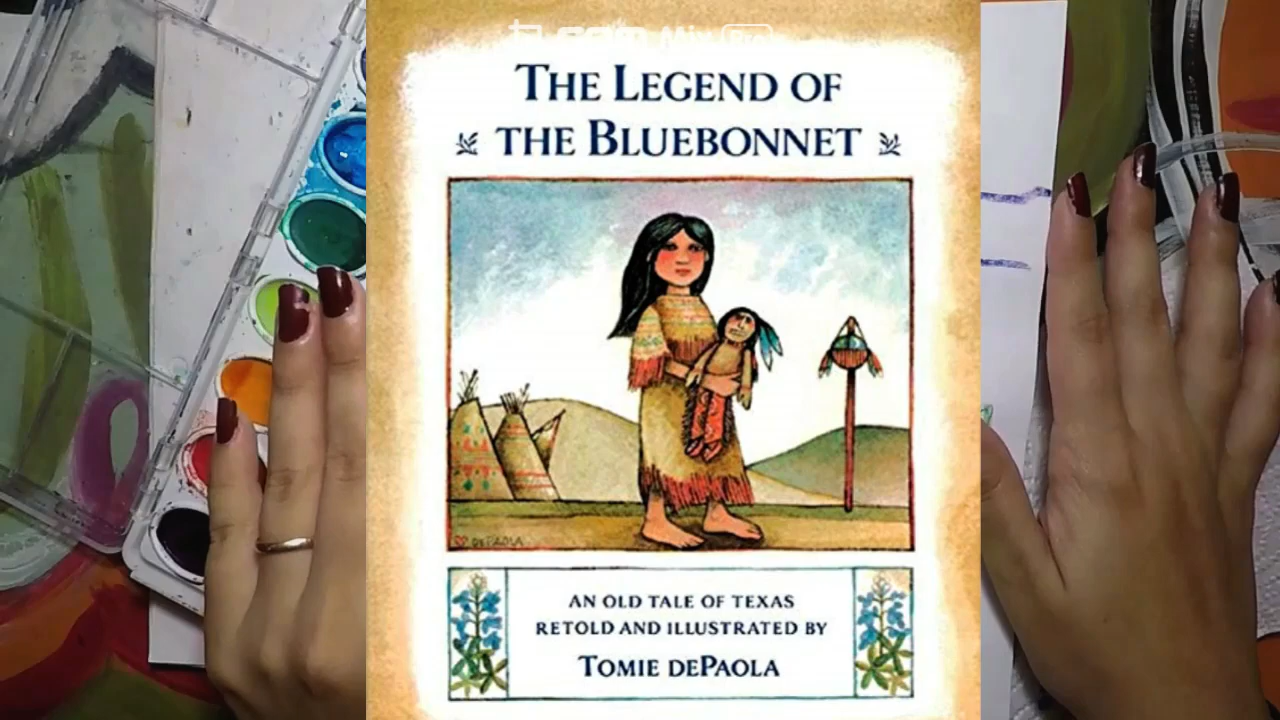 THE LEGEND OF
THE BLUEBONNET
AN OLD TALE OF TEXAS
RETOLD AND ILLUSTRATED BY
TOMIE DEPAOLA